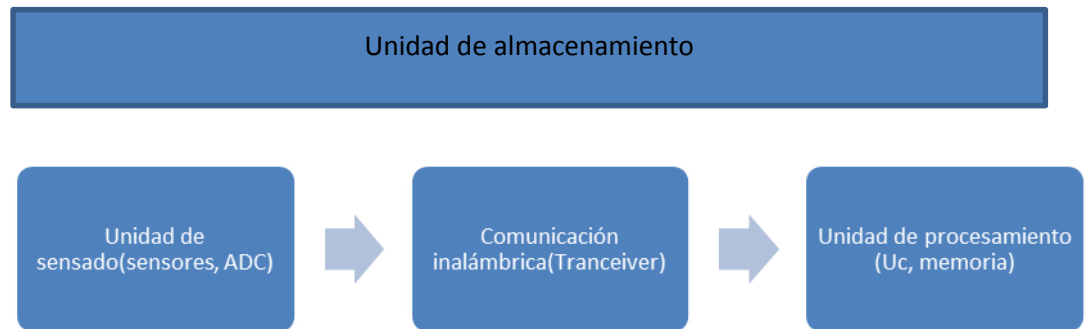 Unidad de almacenamiento
Unidad de
sensado(sensores, ADC)
Comunicación
inalámbrica(Tranceiver)
Unidad de procesamiento
(Uc, memoria)